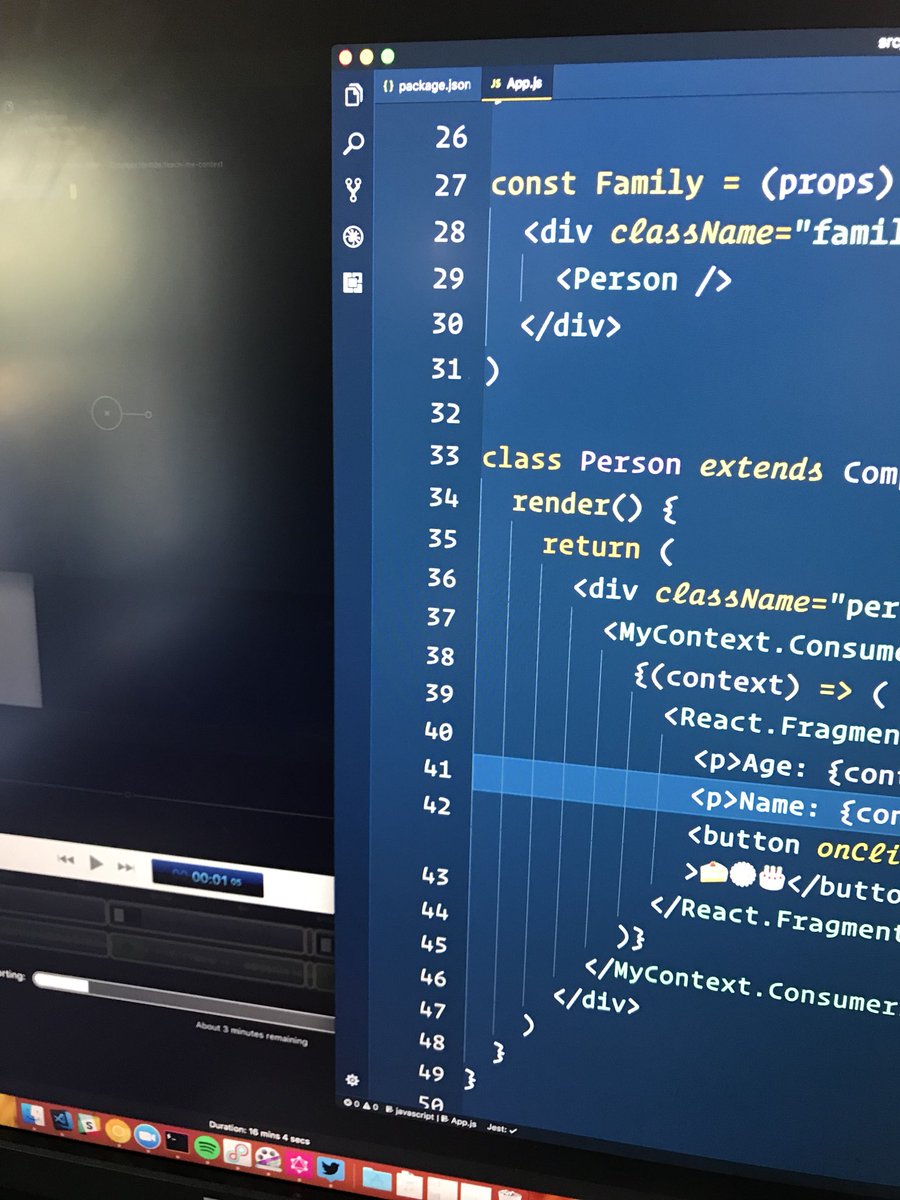 src
{} package.json
JS App.js
26
27 const Family = (props)
28 <div className="famil
29 <Person />
30 </div>
31 )
32
33 class Person extends Com
34 render() {
35 return (
36 <div className="per
37 <MyContext.Consume
38 {(context) => (
39 <React.Fragmen
40 <p>Age: {cont
41 <p>Name: {con
42 <button onCli
>🍰🍥🎂</butto
43 </React.Fragment
44 )}
45 </MyContext.Consumer
46 </div>
47 )
48 }
49 }
50
0 0 javascript | App.js Jest: ✓
00:01 05
rting:
About 3 minutes remaining
Duration: 16 mins 4 secs